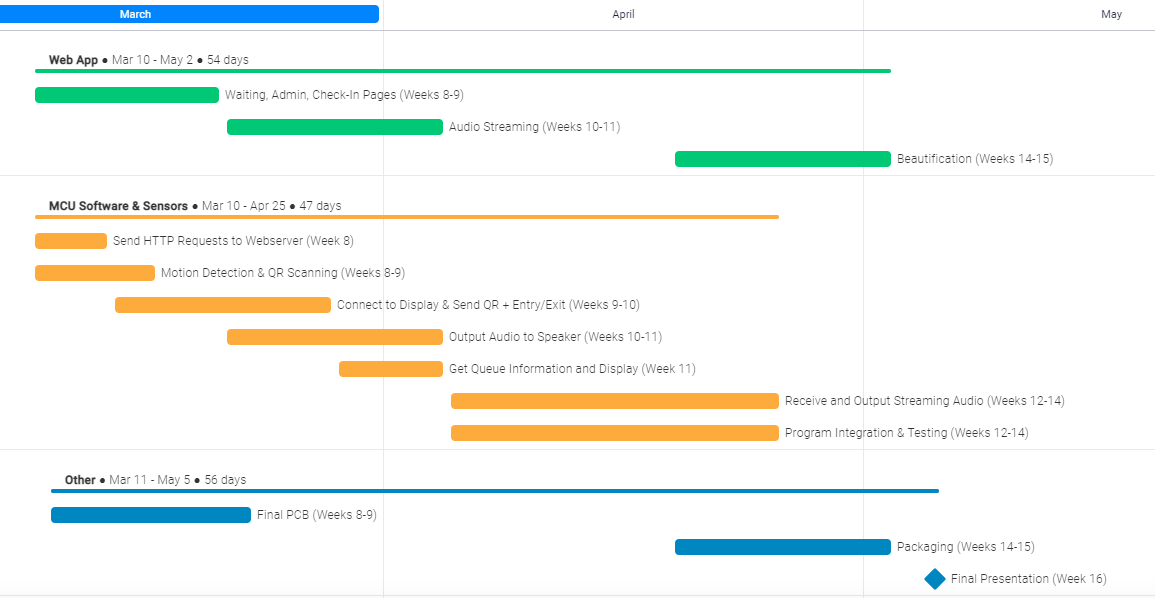 March April May
Web App ● Mar 10 - May 2 ● 54 days
Waiting, Admin, Check-In Pages (Weeks 8-9)
Audio Streaming (Weeks 10-11)
Beautification (Weeks 14-15)
MCU Software & Sensors ● Mar 10 - Apr 25 ● 47 days
Send HTTP Requests to Webserver (Week 8)
Motion Detection & QR Scanning (Weeks 8-9)
Connect to Display & Send QR + Entry/Exit (Weeks 9-10)
Output Audio to Speaker (Weeks 10-11)
Get Queue Information and Display (Week 11)
Receive and Output Streaming Audio (Weeks 12-14)
Program Integration & Testing (Weeks 12-14)
Other ● Mar 11 - May 5 ● 56 days
Final PCB (Weeks 8-9)
Packaging (Weeks 14-15)
Final Presentation (Week 16)